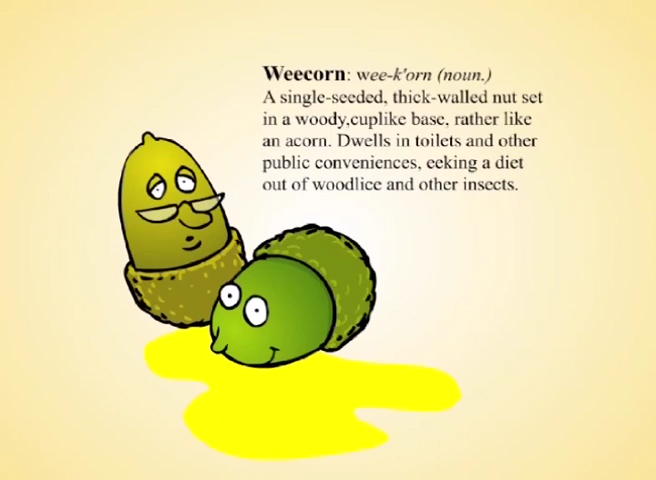 Weecorn: wee-k'orn (noun.)
A single-seeded, thick-walled nut set
in a woody,cuplike base, rather like
an acorn. Dwells in toilets and other
public conveniences, eeking a diet
out of woodlice and other insects.